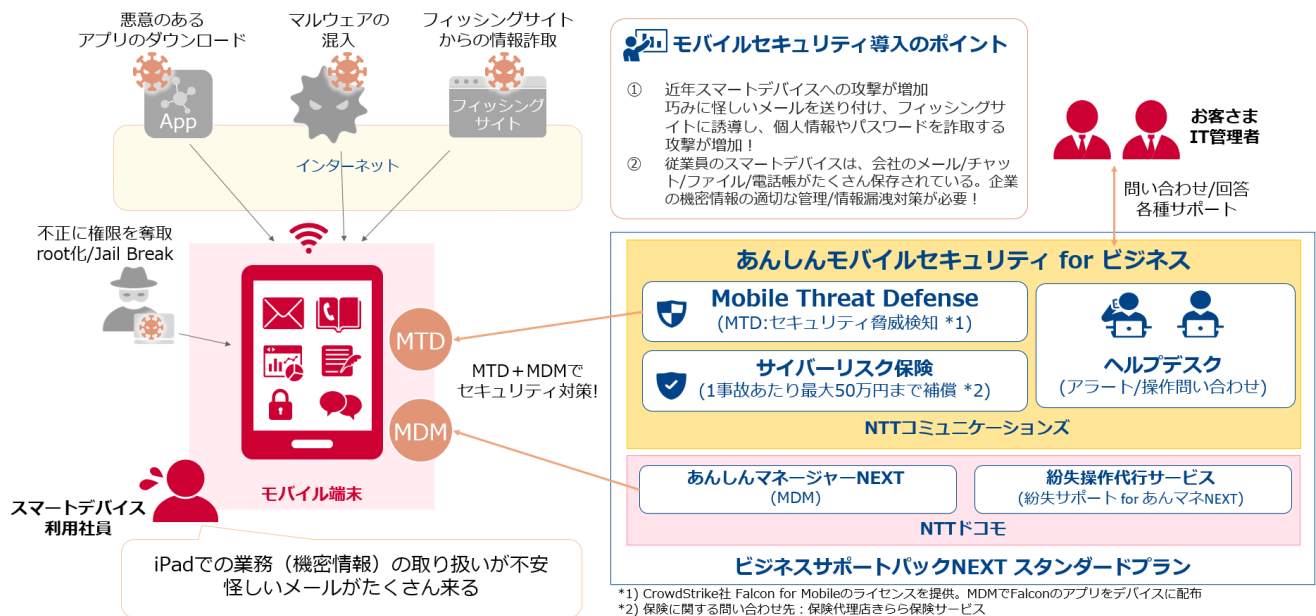 悪意のある
アプリのダウンロード
マルウェアの
混入
フィッシングサイト
からの情報詐取
App
フィッシング
サイト
インターネット
不正に権限を奪取
root化/Jail Break
MTD
MDM
MTD+MDMで
セキュリティ対策!
モバイル端末
スマートデバイス
利用社員
iPadでの業務（機密情報）の取り扱いが不安
怪しいメールがたくさん来る
モバイルセキュリティ導入のポイント
① 近年スマートデバイスへの攻撃が増加
巧みに怪しいメールを送り付け、フィッシングサ
イトに誘導し、個人情報やパスワードを詐取する
攻撃が増加！
② 従業員のスマートデバイスは、会社のメール/チャッ
ト/ファイル/電話帳がたくさん保存されている。企業
の機密情報の適切な管理/情報漏洩対策が必要！
お客さま
IT管理者
問い合わせ/回答
各種サポート
あんしんモバイルセキュリティ for ビジネス
Mobile Threat Defense
(MTD:セキュリティ脅威検知 *1)
サイバーリスク保険
(1事故あたり最大50万円まで補償 *2)
ヘルプデスク
(アラート/操作問い合わせ)
NTTコミュニケーションズ
あんしんマネージャーNEXT
(MDM)
紛失操作代行サービス
(紛失サポート for あんマネNEXT)
NTTドコモ
ビジネスサポートパックNEXT スタンダードプラン
*1) CrowdStrike社 Falcon for Mobileのライセンスを提供。MDMでFalconのアプリをデバイスに配布
*2) 保険に関する問い合わせ先：保険代理店きらら保険サービス